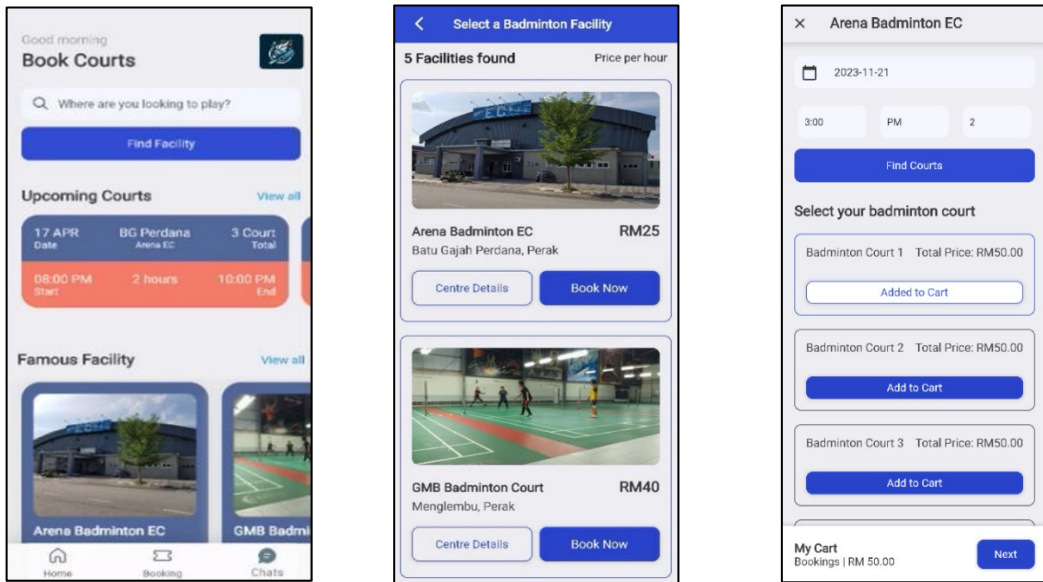 Good morning
Book Courts
Where are you looking to play?
Find Facility
Upcoming Courts View all
17 APR BG Perdana 3 Court
Date Arena EC Total
08:00 PM 2 hours 10:00 PM
Start End
Famous Facility View all
Arena Badminton EC GMB Badmi
Home Booking Chats
Select a Badminton Facility
5 Facilities found Price per hour
Arena Badminton EC RM25
Batu Gajah Perdana, Perak
Centre Details Book Now
GMB Badminton Court RM40
Menglembu, Perak
Centre Details Book Now
Arena Badminton EC
2023-11-21
3:00 PM 2
Find Courts
Select your badminton court
Badminton Court 1 Total Price: RM50.00
Added to Cart
Badminton Court 2 Total Price: RM50.00
Add to Cart
Badminton Court 3 Total Price: RM50.00
Add to Cart
My Cart
Bookings | RM 50.00 Next